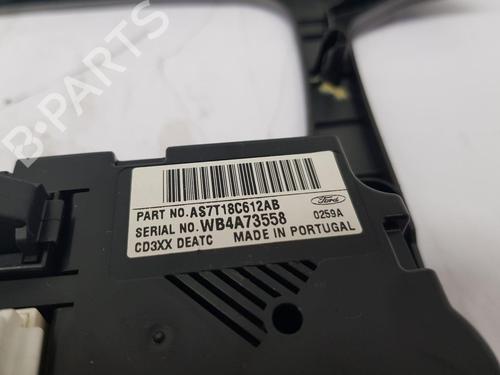 B-PARTS
PART NO.AS7T18C612AB
SERIAL NO.WB4A73558
Ford
0259A
CD3XX DEATC MADE IN PORTUGAL